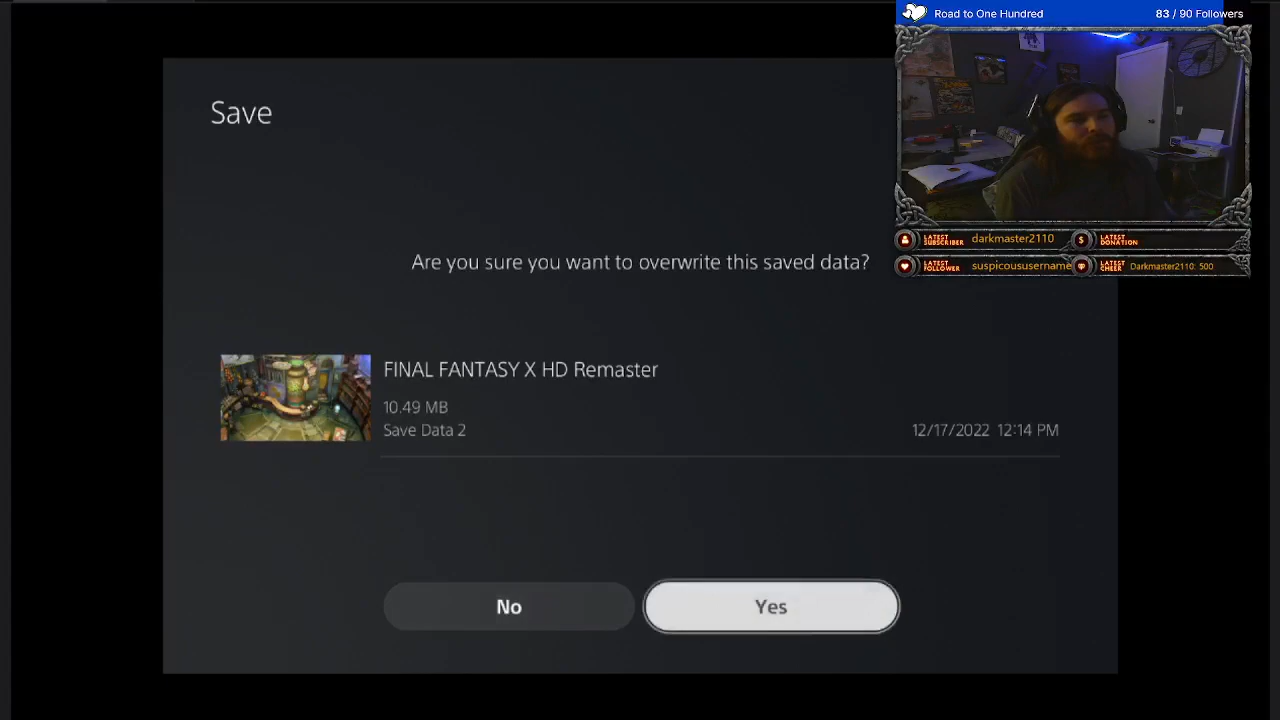 Road to One Hundred
83 / 90 Followers
Save
Are you sure you want to overwrite this saved data?
LATEST SUBSCRIBER darkmaster2110
LATEST DONATION
LATEST FOLLOWER suspicoususername
LATEST CHEER Darkmaster2110: 500
FINAL FANTASY X HD Remaster
10.49 MB
Save Data 2
12/17/2022 12:14 PM
No
Yes